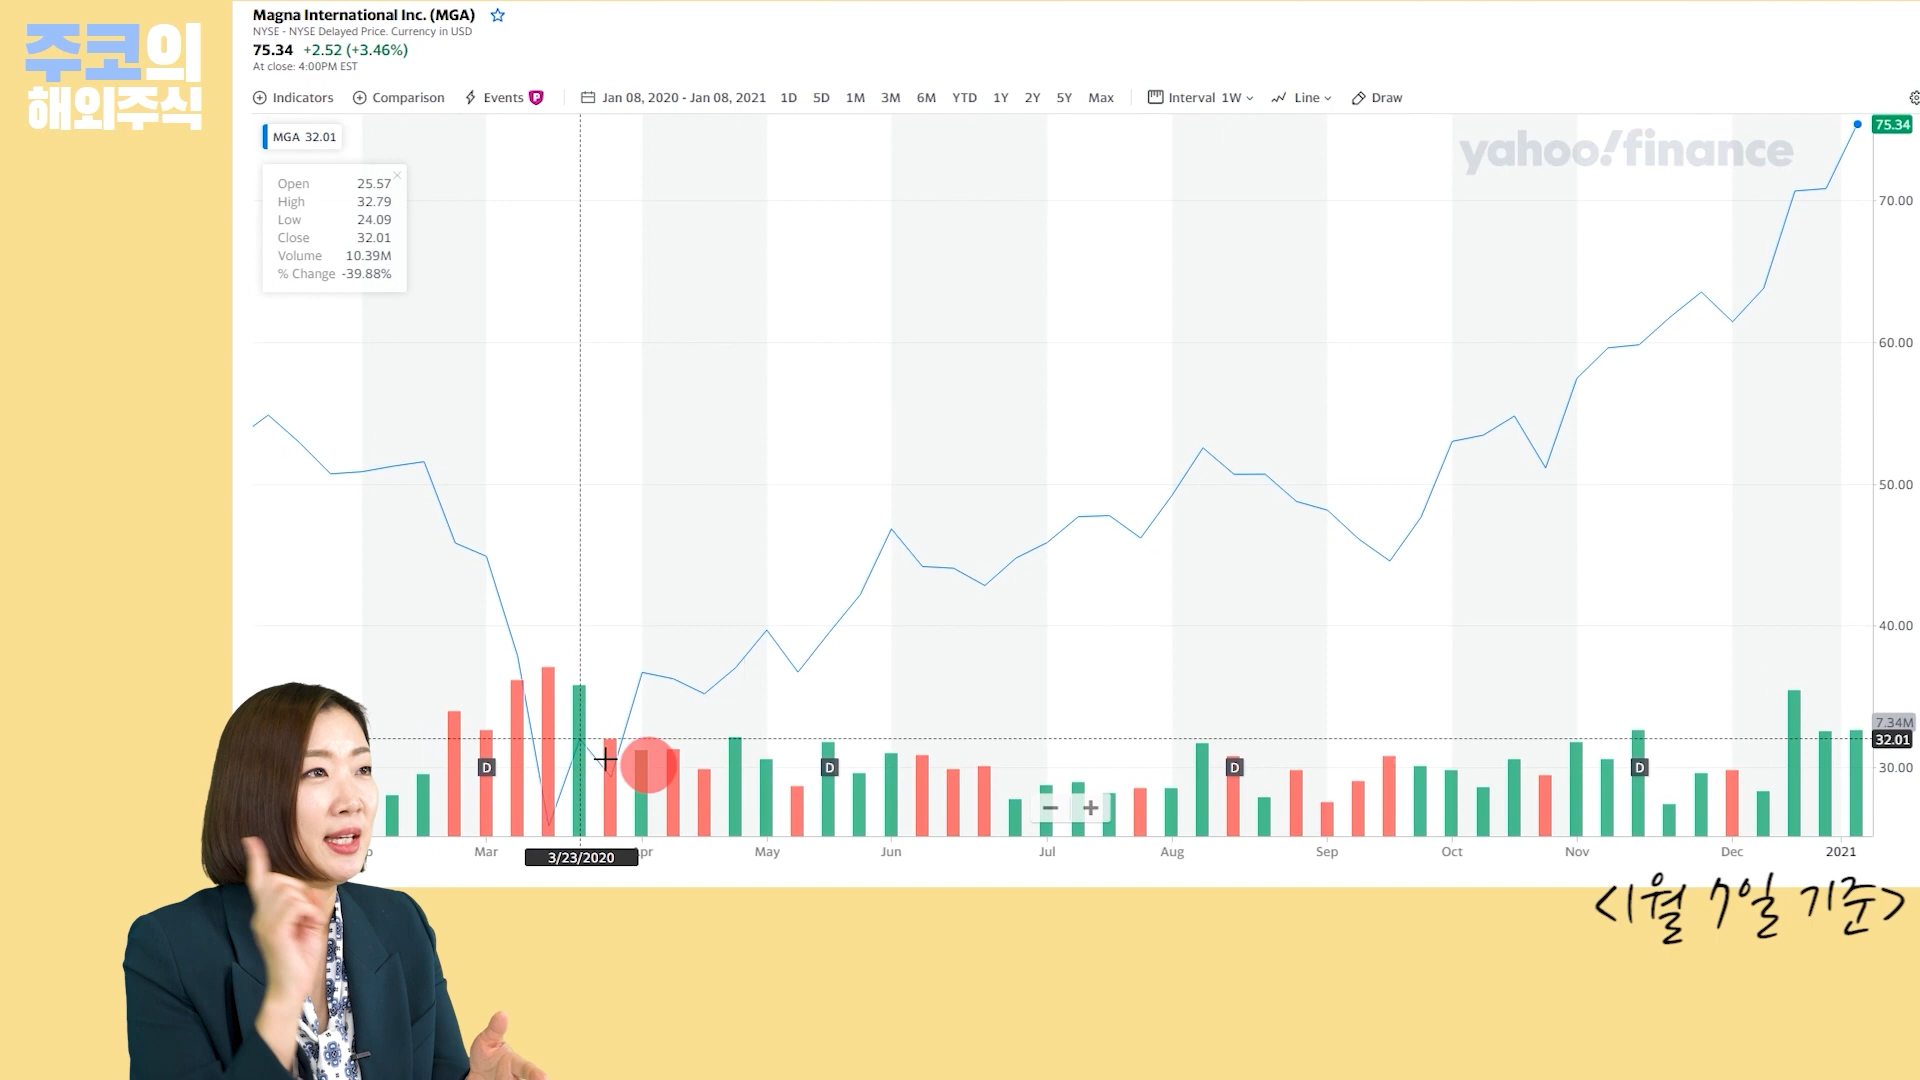 주코의
해외주식
Magna International Inc. (MGA)
NYSE - NYSE Delayed Price. Currency in USD
75.34 +2.52 (+3.46%)
At close: 4:00PM EST
Indicators Comparison Events P Jan 08, 2020 - Jan 08, 2021 1D 5D 1M 3M 6M YTD 1Y 2Y 5Y Max Interval 1W Line Draw
MGA 32.01
Open 25.57
High 32.79
Low 24.09
Close 32.01
Volume 10.39M
% Change -39.88%
yahoo!finance
75.34
70.00
60.00
50.00
40.00
7.34M
32.01
30.00
D D D D
− +
Mar 3/23/2020 May Jun Jul Aug Sep Oct Nov Dec 2021
<1월 7일 기준>